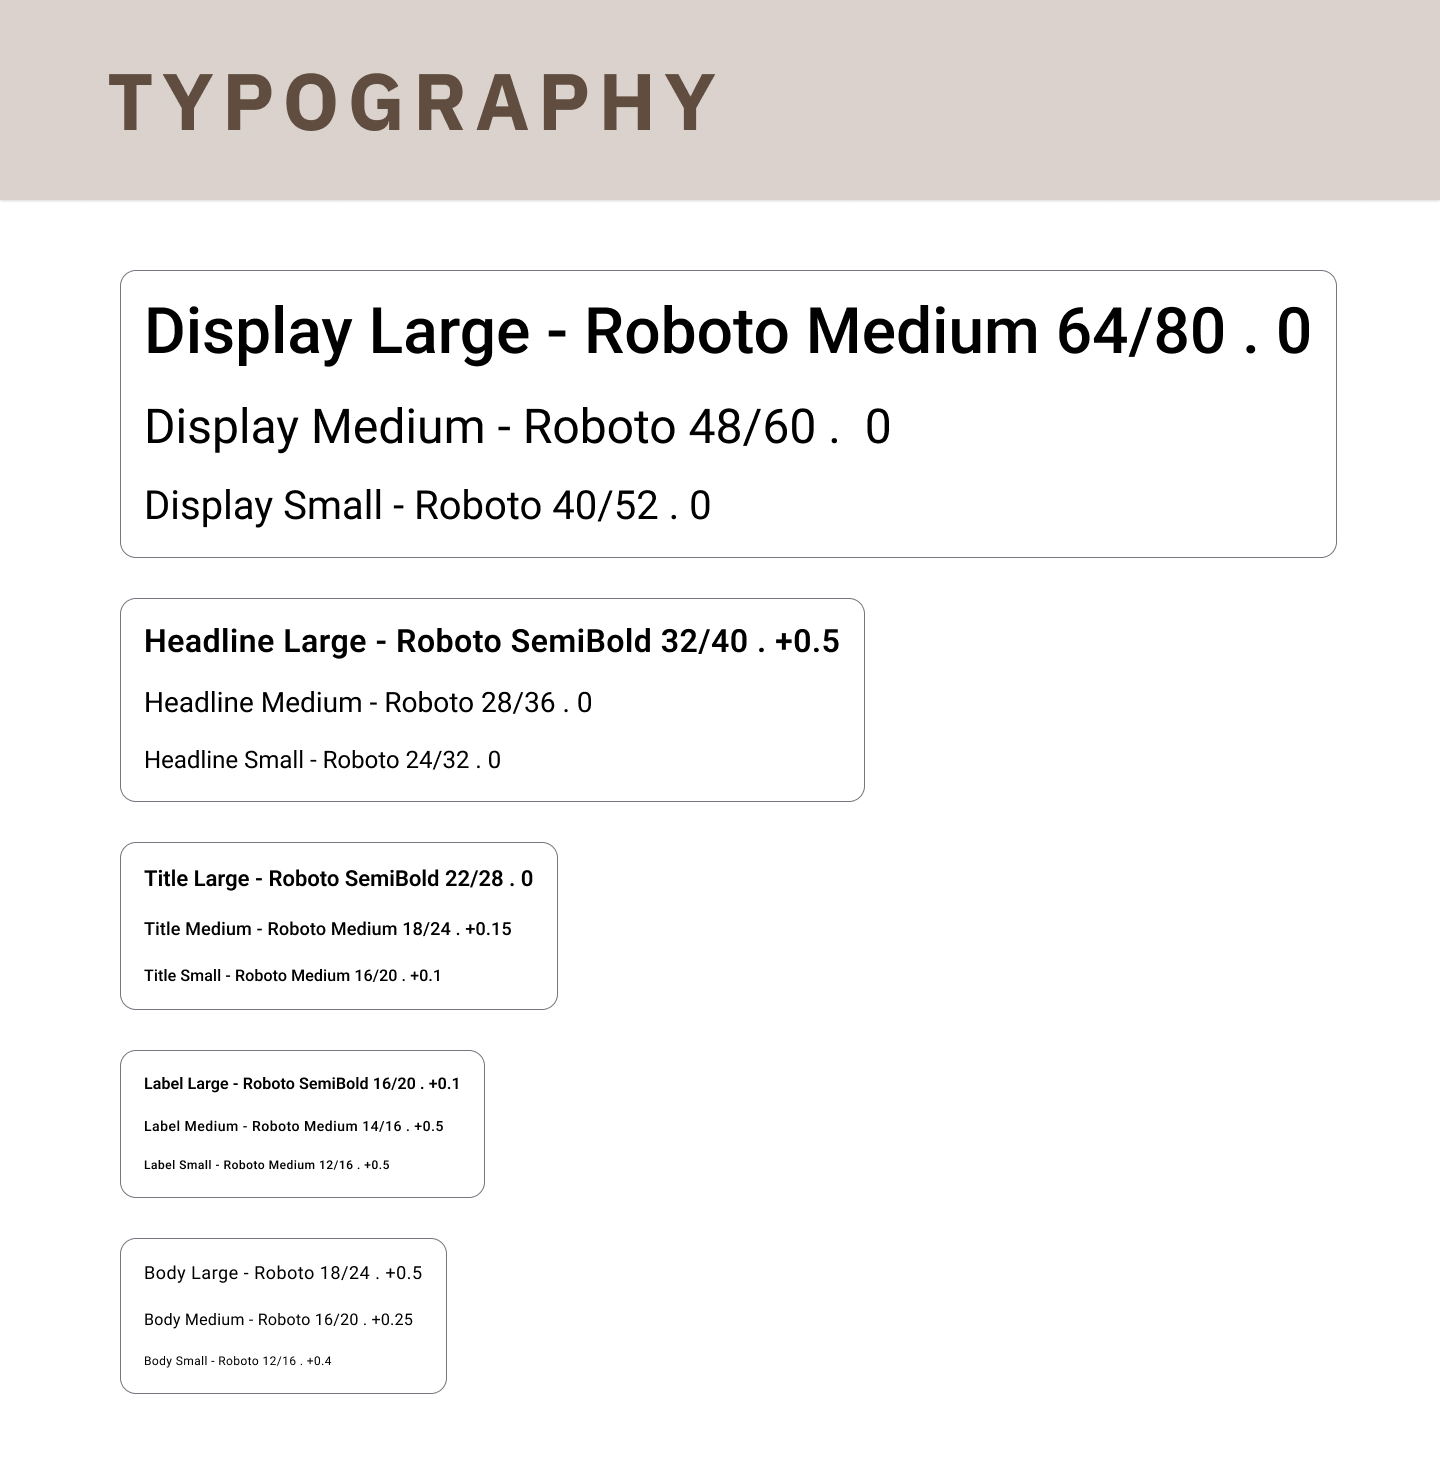 TYPOGRAPHY
Display Large - Roboto Medium 64/80 . 0
Display Medium - Roboto 48/60 .  0
Display Small - Roboto 40/52 . 0
Headline Large - Roboto SemiBold 32/40 . +0.5
Headline Medium - Roboto 28/36 . 0
Headline Small - Roboto 24/32 . 0
Title Large - Roboto SemiBold 22/28 . 0
Title Medium - Roboto Medium 18/24 . +0.15
Title Small - Roboto Medium 16/20 . +0.1
Label Large - Roboto SemiBold 16/20 . +0.1
Label Medium - Roboto Medium 14/16 . +0.5
Label Small - Roboto Medium 12/16 . +0.5
Body Large - Roboto 18/24 . +0.5
Body Medium - Roboto 16/20 . +0.25
Body Small - Roboto 12/16 . +0.4